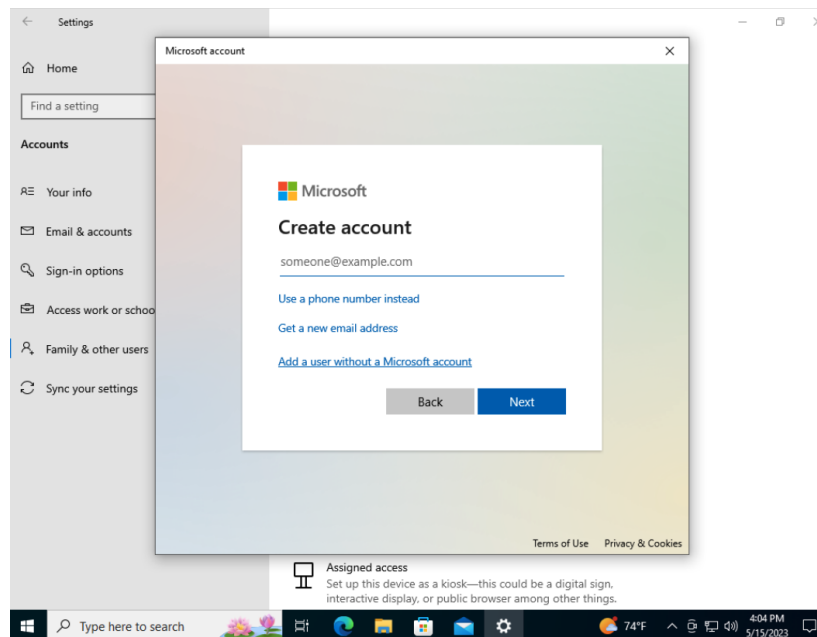 Settings
Microsoft account
Home
Find a setting
Accounts
Your info
Email & accounts
Sign-in options
Access work or schoo
Family & other users
Sync your settings
Microsoft
Create account
someone@example.com
Use a phone number instead
Get a new email address
Add a user without a Microsoft account
Back Next
Terms of Use Privacy & Cookies
Assigned access
Set up this device as a kiosk—this could be a digital sign,
interactive display, or public browser among other things.
Type here to search
74°F
4:04 PM
5/15/2023